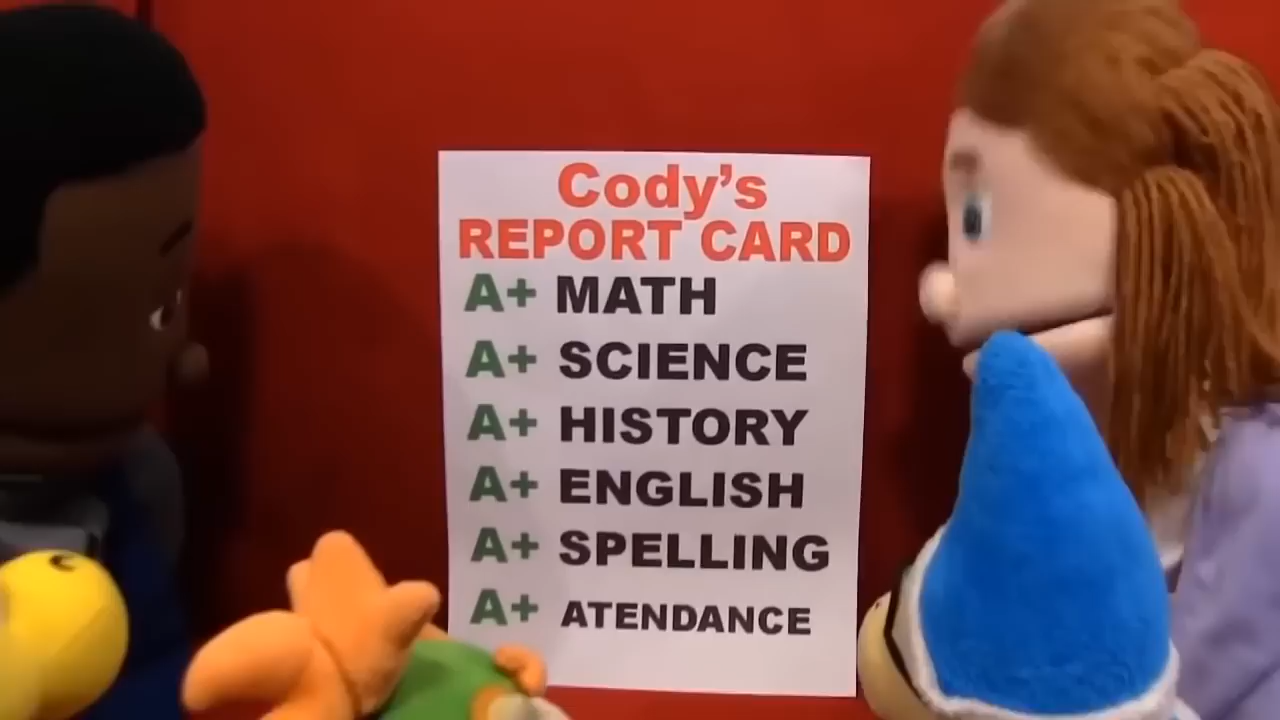 Cody's
REPORT CARD
A+ MATH
A+ SCIENCE
A+ HISTORY
A+ ENGLISH
A+ SPELLING
A+ ATENDANCE